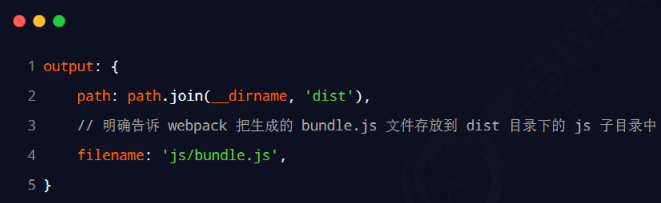 1 output: {
2 path: path.join(__dirname, 'dist'),
3 // 明确告诉 webpack 把生成的 bundle.js 文件存放到 dist 目录下的 js 子目录中
4 filename: 'js/bundle.js',
5 }